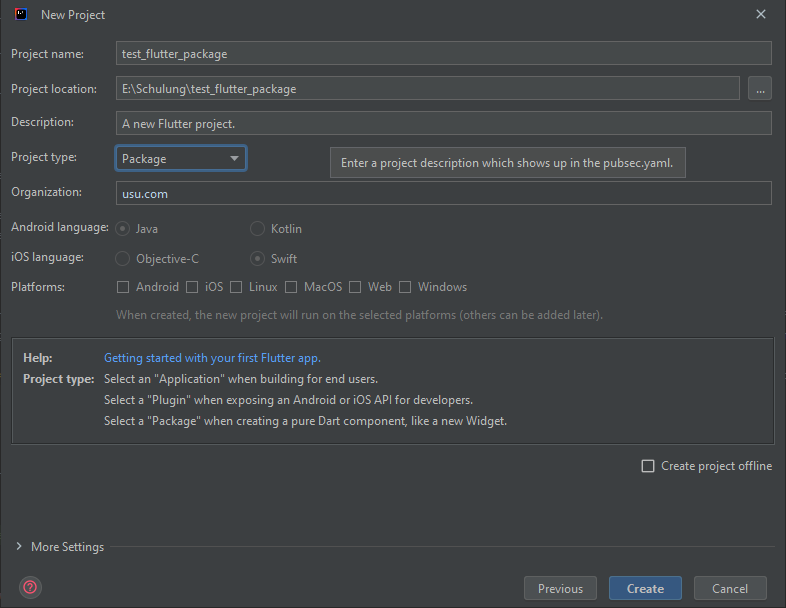 New Project
Project name: test_flutter_package
Project location: E:\Schulung\test_flutter_package ...
Description: A new Flutter project.
Project type: Package
Enter a project description which shows up in the pubsec.yaml.
Organization: usu.com
Android language: Java Kotlin
iOS language: Objective-C Swift
Platforms: Android iOS Linux MacOS Web Windows
When created, the new project will run on the selected platforms (others can be added later).
Help: Getting started with your first Flutter app.
Project type: Select an "Application" when building for end users.
Select a "Plugin" when exposing an Android or iOS API for developers.
Select a "Package" when creating a pure Dart component, like a new Widget.
Create project offline
More Settings
? Previous Create Cancel